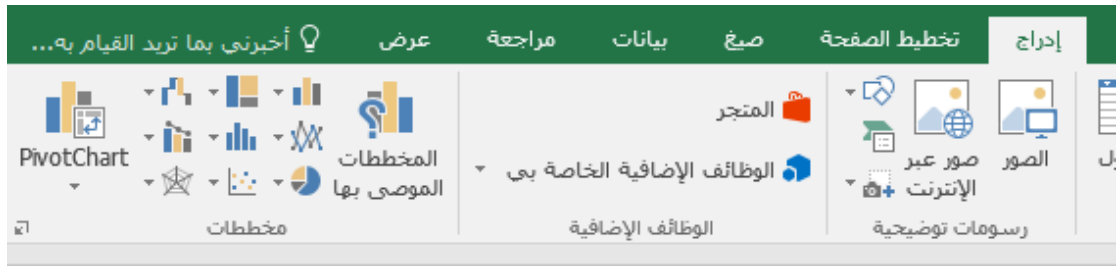 إدراج
تخطيط الصفحة
صيغ
بيانات
مراجعة
عرض
أخبرني بما تريد القيام به...
الصور
صور عبر
الإنترنت
رسومات توضيحية
المتجر
الوظائف الإضافية الخاصة بي
الوظائف الإضافية
المخططات
الموصى بها
PivotChart
مخططات